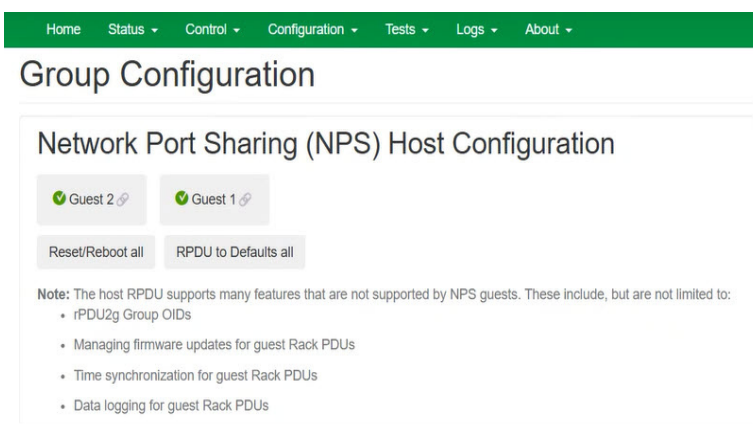 Home Status Control Configuration Tests Logs About
Group Configuration
Network Port Sharing (NPS) Host Configuration
Guest 2 Guest 1
Reset/Reboot all RPDU to Defaults all
Note: The host RPDU supports many features that are not supported by NPS guests. These include, but are not limited to:
• rPDU2g Group OIDs
• Managing firmware updates for guest Rack PDUs
• Time synchronization for guest Rack PDUs
• Data logging for guest Rack PDUs